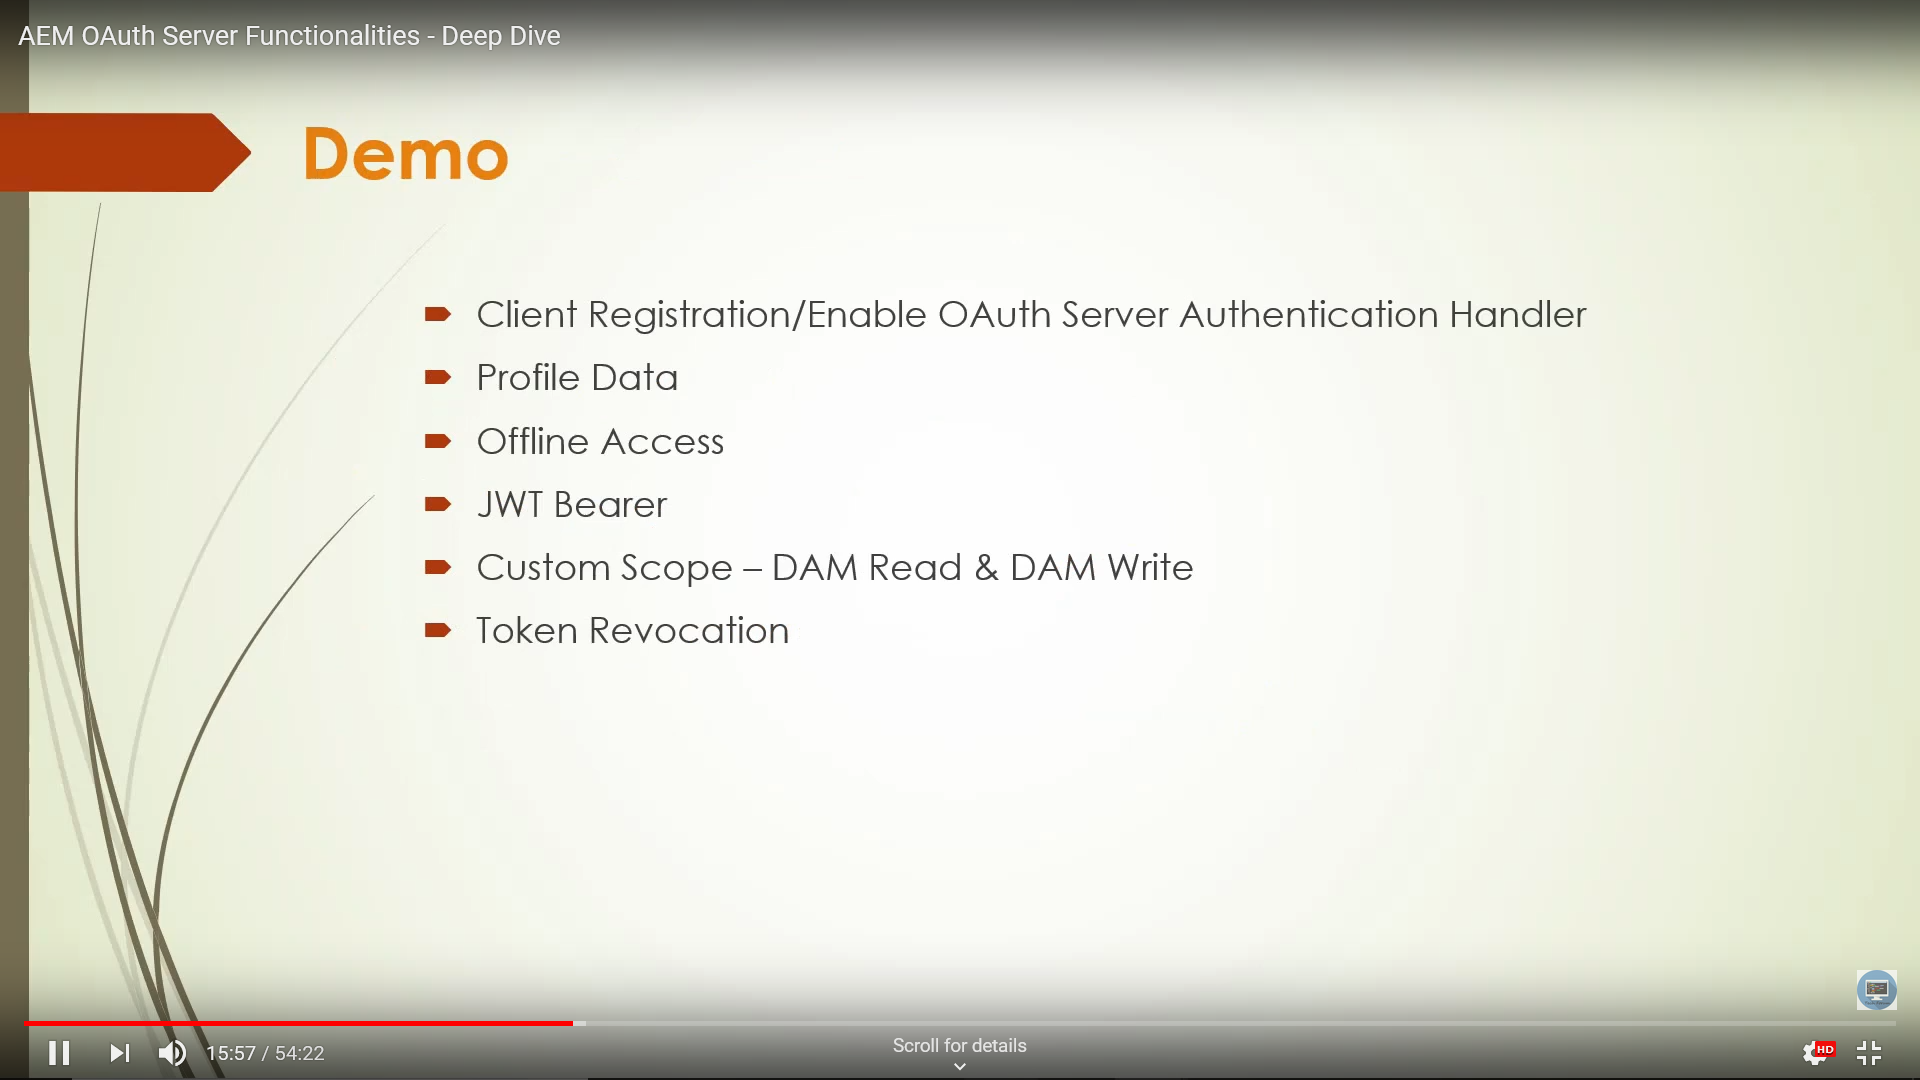 AEM OAuth Server Functionalities - Deep Dive
Demo
Client Registration/Enable OAuth Server Authentication Handler
Profile Data
Offline Access
JWT Bearer
Custom Scope – DAM Read & DAM Write
Token Revocation
15:57 / 54:22
Scroll for details
HD